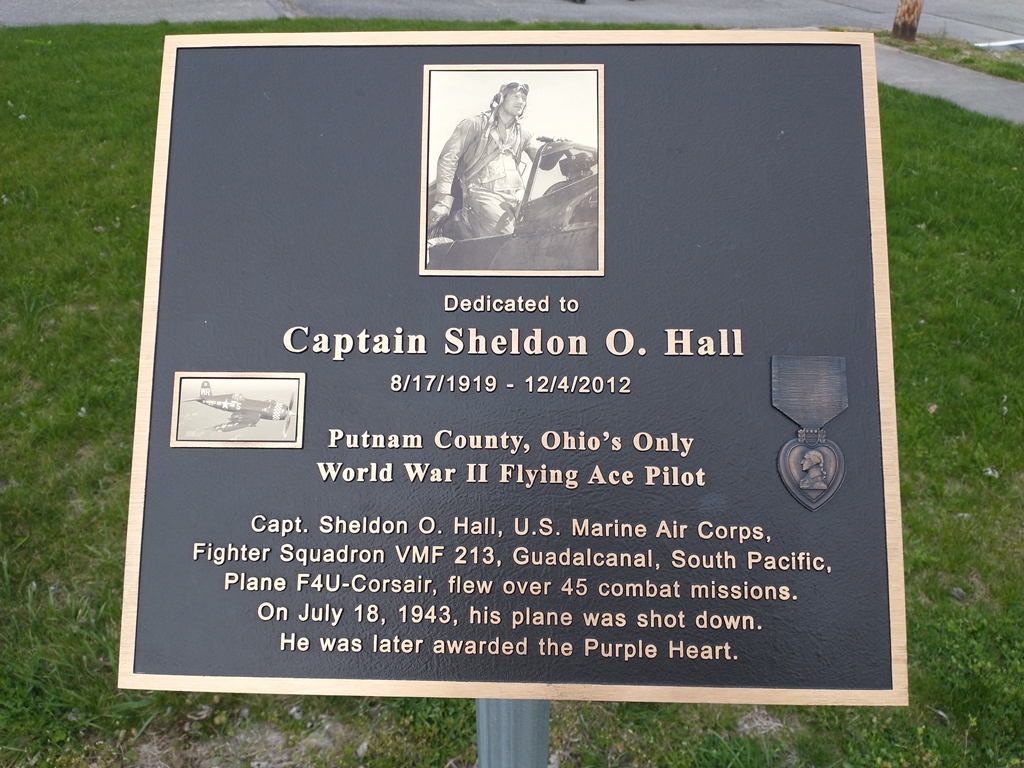 Dedicated to
Captain Sheldon O. Hall
8/17/1919 - 12/4/2012
Putnam County, Ohio's Only
World War II Flying Ace Pilot
Capt. Sheldon O. Hall, U.S. Marine Air Corps,
Fighter Squadron VMF 213, Guadalcanal, South Pacific,
Plane F4U-Corsair, flew over 45 combat missions.
On July 18, 1943, his plane was shot down.
He was later awarded the Purple Heart.